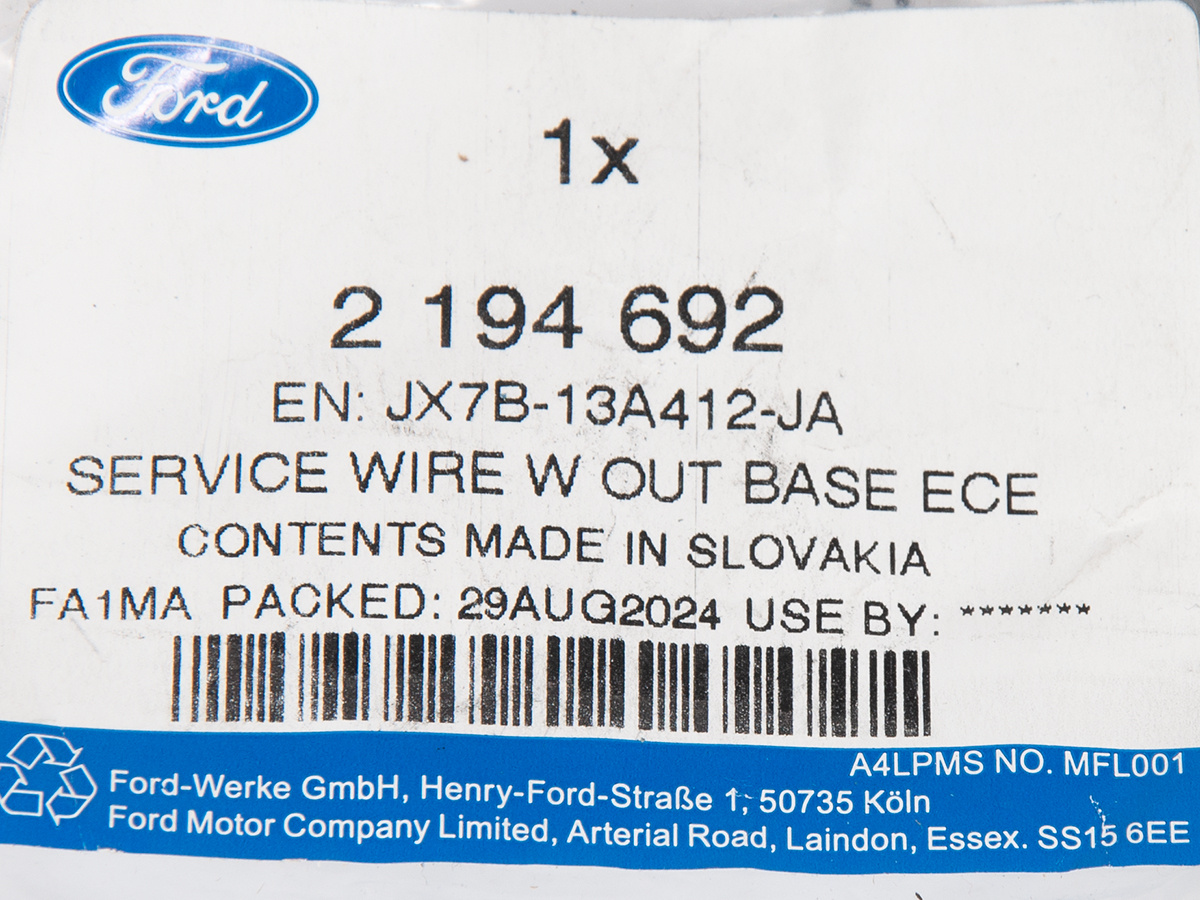 Ford
1x
2 194 692
EN: JX7B-13A412-JA
SERVICE WIRE W OUT BASE ECE
CONTENTS MADE IN SLOVAKIA
FA1MA PACKED: 29AUG2024 USE BY: *******
A4LPMS NO. MFL001
Ford-Werke GmbH, Henry-Ford-Straße 1, 50735 Köln
Ford Motor Company Limited, Arterial Road, Laindon, Essex. SS15 6EE